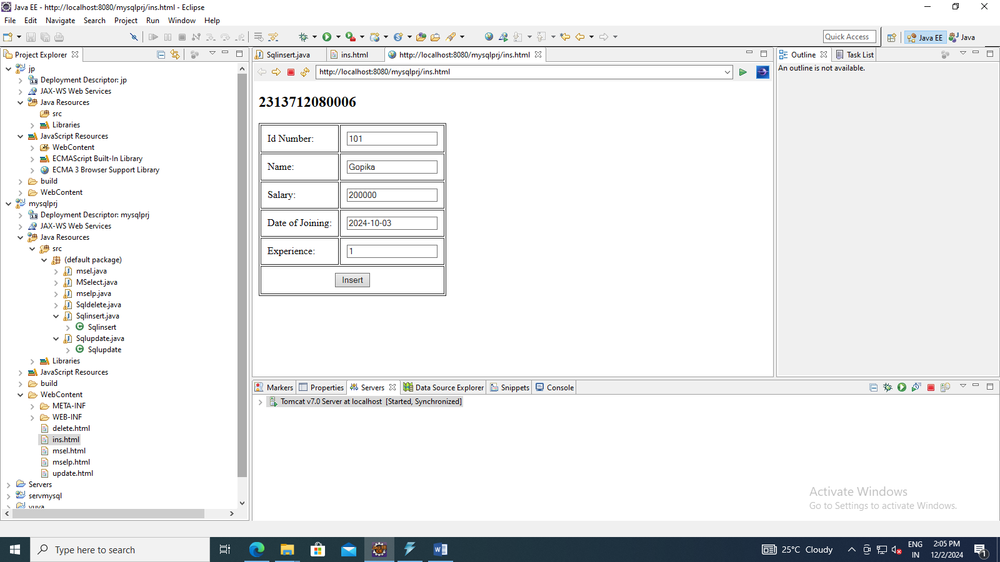 Java EE - http://localhost:8080/mysqlprj/ins.html - Eclipse
File Edit Navigate Search Project Run Window Help
Quick Access
Java EE
Java
Project Explorer
jp
Deployment Descriptor: jp
JAX-WS Web Services
Java Resources
src
Libraries
JavaScript Resources
WebContent
ECMAScript Built-In Library
ECMA 3 Browser Support Library
build
WebContent
mysqlprj
Deployment Descriptor: mysqlprj
JAX-WS Web Services
Java Resources
src
(default package)
msel.java
MSelect.java
mselp.java
Sqldelete.java
Sqlinsert.java
Sqlinsert
Sqlupdate.java
Sqlupdate
Libraries
JavaScript Resources
build
WebContent
META-INF
WEB-INF
delete.html
ins.html
msel.html
mselp.html
update.html
Servers
servmysql
Sqlinsert.java
ins.html
http://localhost:8080/mysqlprj/ins.html
http://localhost:8080/mysqlprj/ins.html
2313712080006
Id Number: 101
Name: Gopika
Salary: 200000
Date of Joining: 2024-10-03
Experience: 1
Insert
Outline
Task List
An outline is not available.
Markers
Properties
Servers
Data Source Explorer
Snippets
Console
Tomcat v7.0 Server at localhost [Started, Synchronized]
Activate Windows
Go to Settings to activate Windows.
Type here to search
25°C Cloudy
ENG
IN
2:05 PM
12/2/2024
1